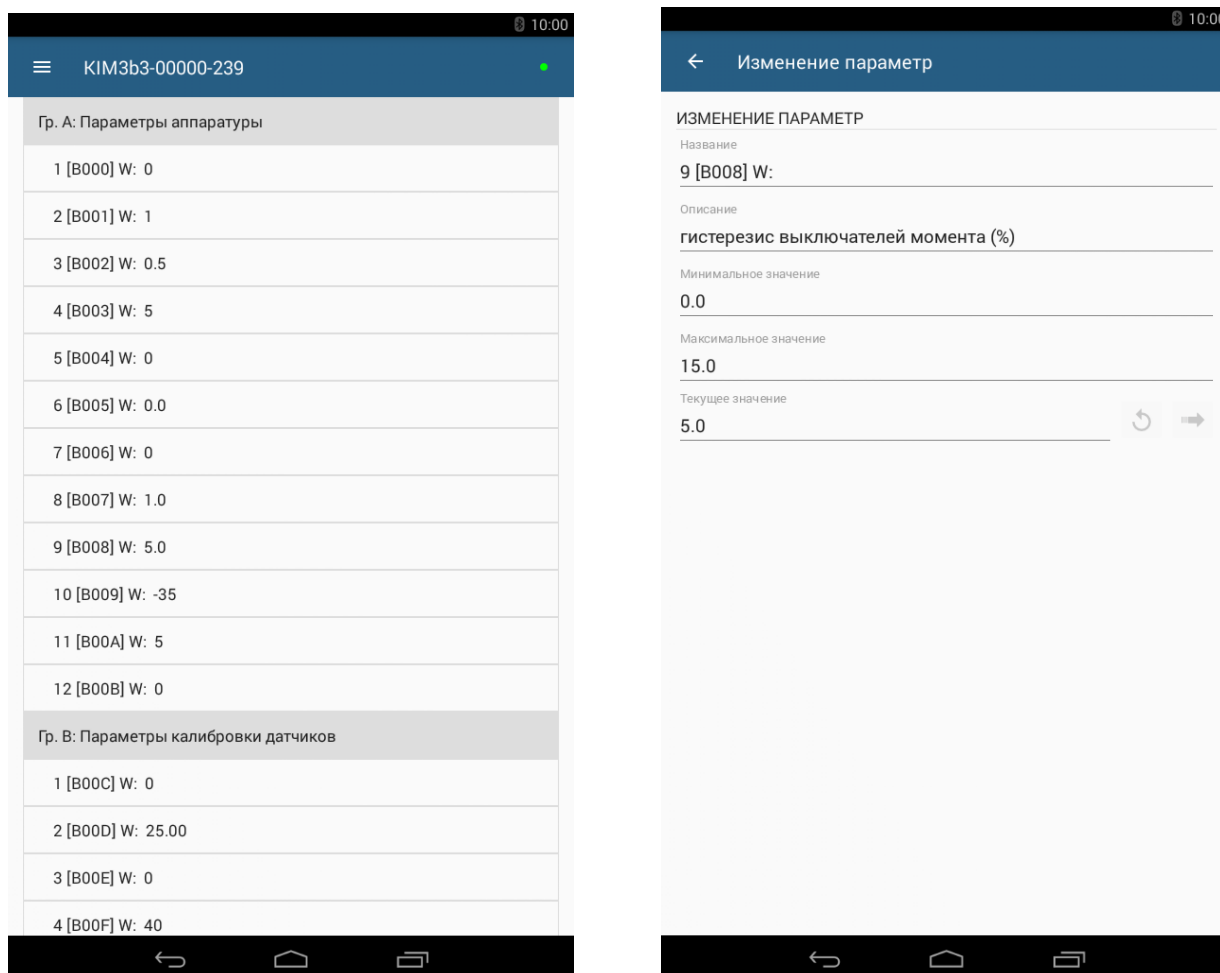 10:00
KIM3b3-00000-239
Гр. А: Параметры аппаратуры
1 [B000] W: 0
2 [B001] W: 1
3 [B002] W: 0.5
4 [B003] W: 5
5 [B004] W: 0
6 [B005] W: 0.0
7 [B006] W: 0
8 [B007] W: 1.0
9 [B008] W: 5.0
10 [B009] W: -35
11 [B00A] W: 5
12 [B00B] W: 0
Гр. В: Параметры калибровки датчиков
1 [B00C] W: 0
2 [B00D] W: 25.00
3 [B00E] W: 0
4 [B00F] W: 40
10:00
Изменение параметр
ИЗМЕНЕНИЕ ПАРАМЕТР
Название
9 [B008] W:
Описание
гистерезис выключателей момента (%)
Минимальное значение
0.0
Максимальное значение
15.0
Текущее значение
5.0